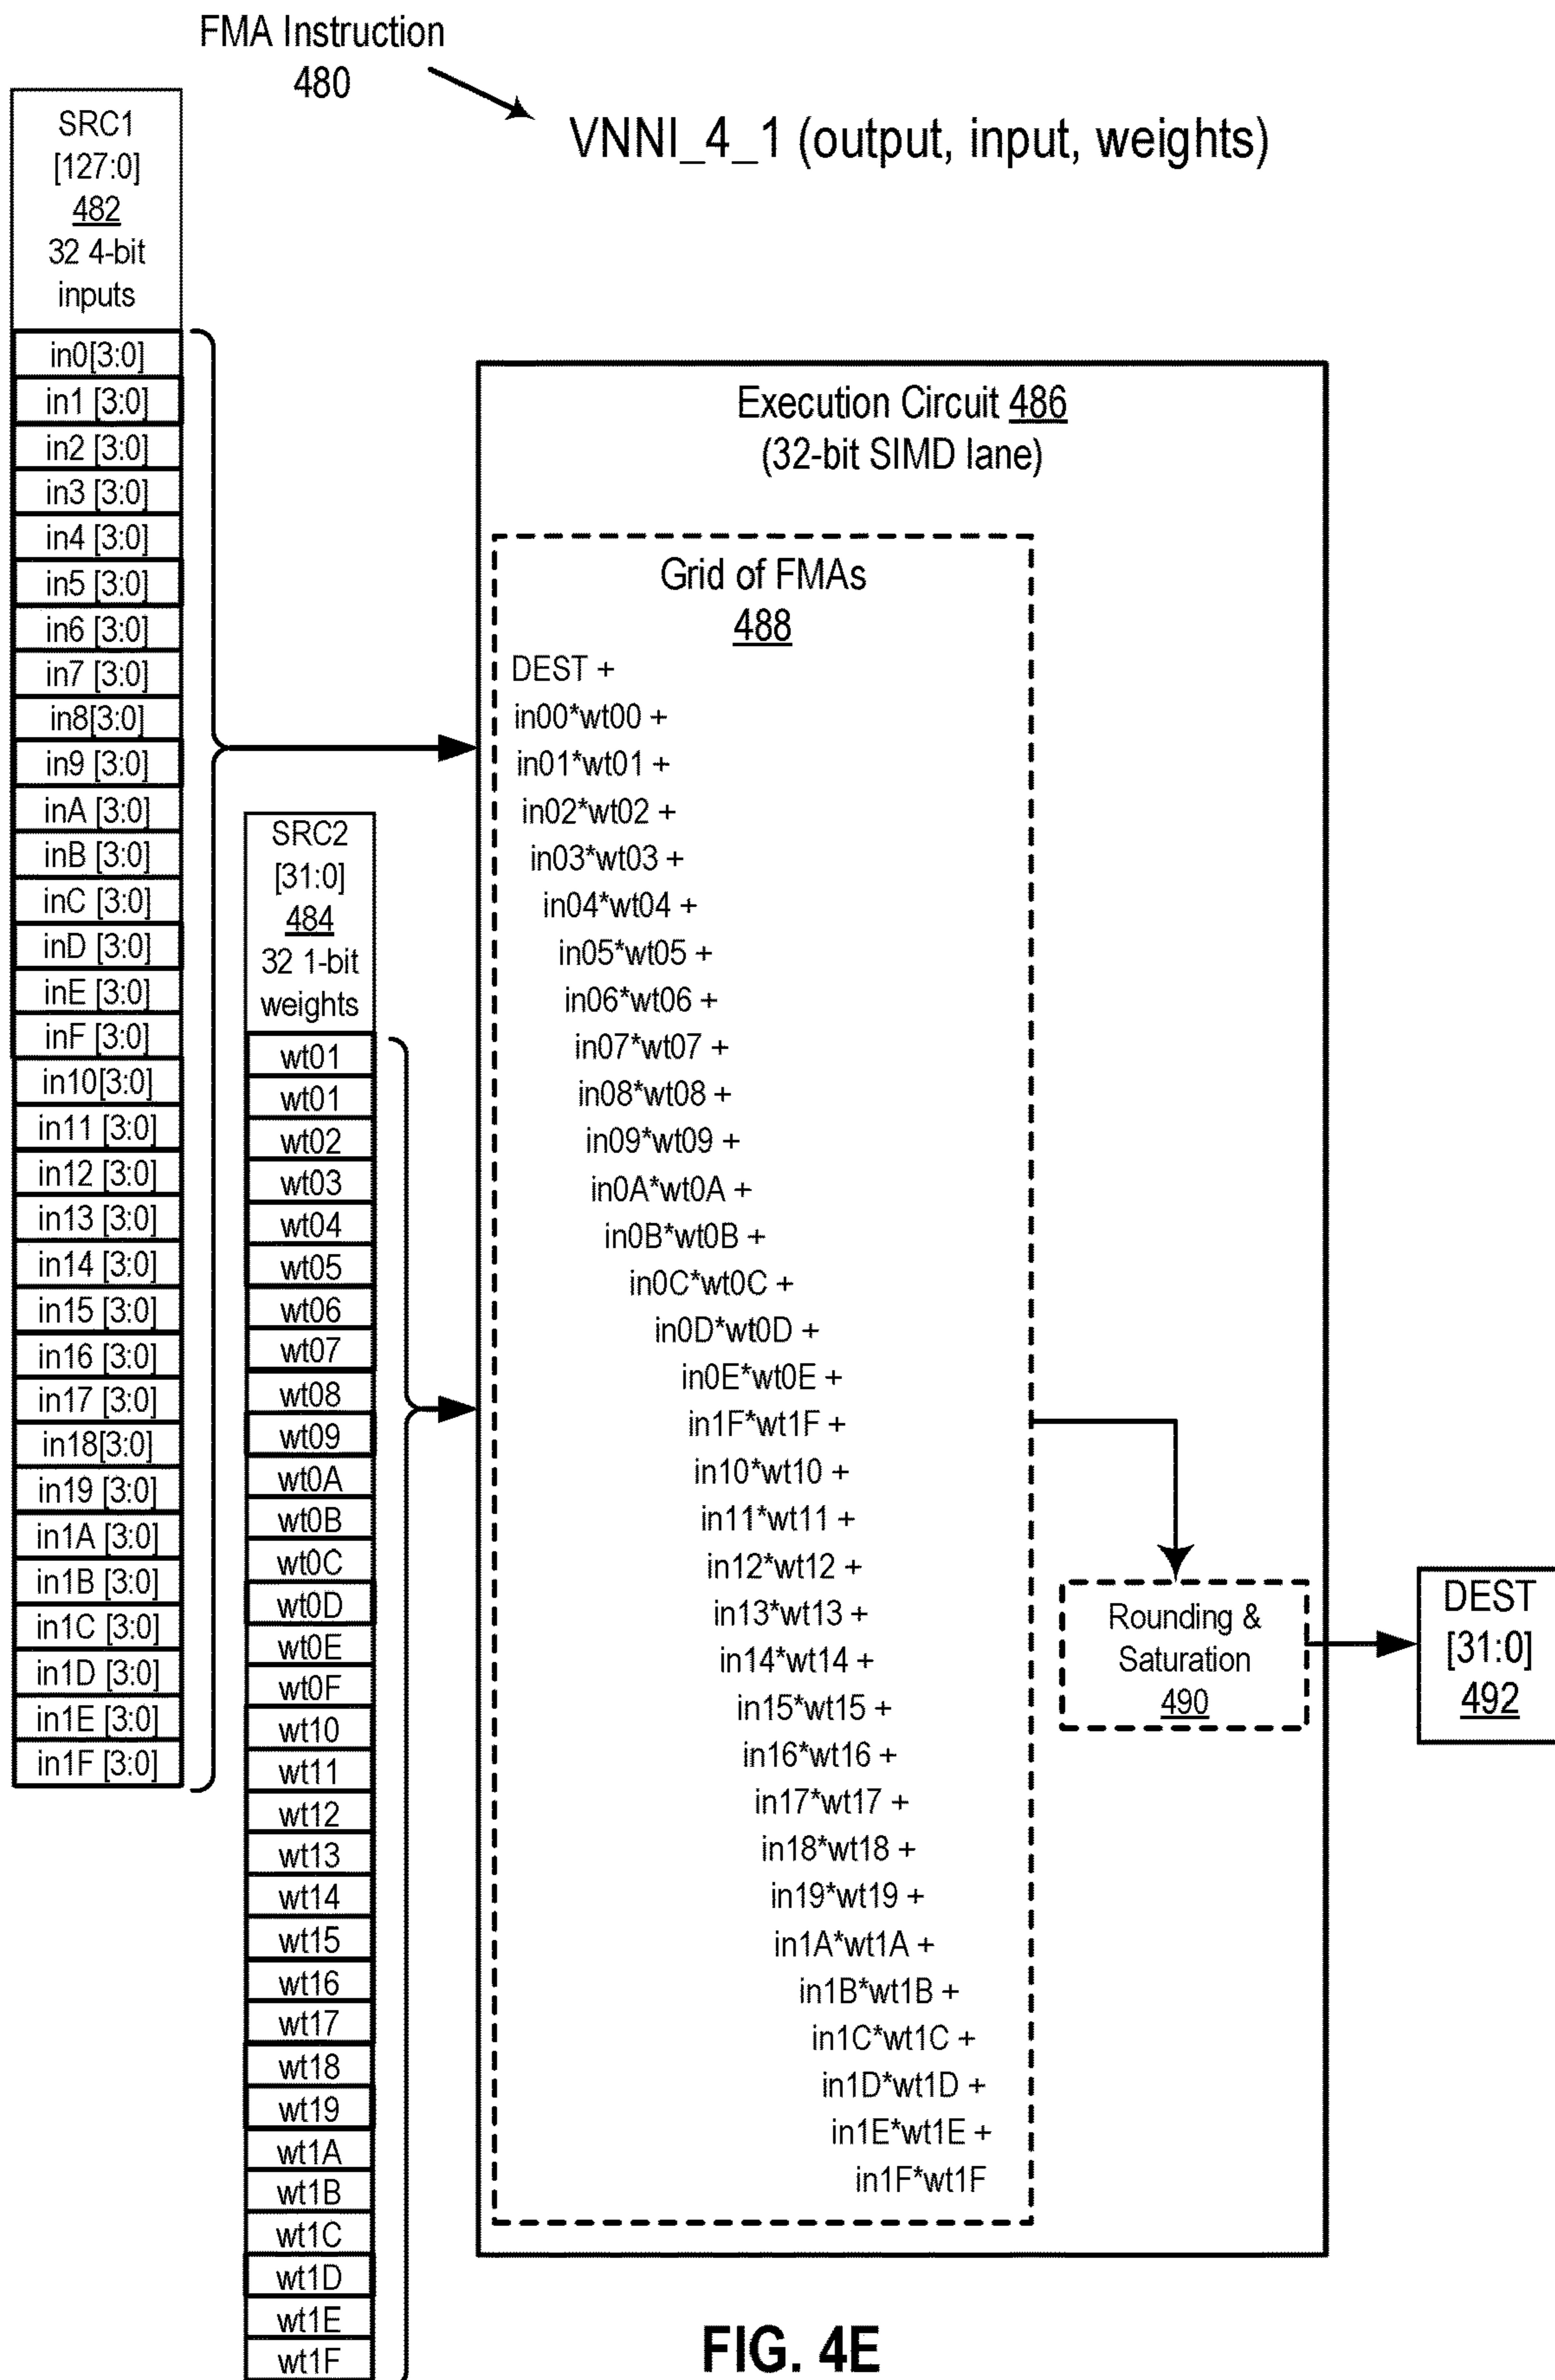 FMA Instruction
480
VNNI_4_1 (output, input, weights)
SRC1
[127:0]
482
32 4-bit
inputs
in0[3:0]
in1 [3:0]
in2 [3:0]
in3 [3:0]
in4 [3:0]
in5 [3:0]
in6 [3:0]
in7 [3:0]
in8[3:0]
in9 [3:0]
inA [3:0]
inB [3:0]
inC [3:0]
inD [3:0]
inE [3:0]
inF [3:0]
in10[3:0]
in11 [3:0]
in12 [3:0]
in13 [3:0]
in14 [3:0]
in15 [3:0]
in16 [3:0]
in17 [3:0]
in18[3:0]
in19 [3:0]
in1A [3:0]
in1B [3:0]
in1C [3:0]
in1D [3:0]
in1E [3:0]
in1F [3:0]
SRC2
[31:0]
484
32 1-bit
weights
wt01
wt01
wt02
wt03
wt04
wt05
wt06
wt07
wt08
wt09
wt0A
wt0B
wt0C
wt0D
wt0E
wt0F
wt10
wt11
wt12
wt13
wt14
wt15
wt16
wt17
wt18
wt19
wt1A
wt1B
wt1C
wt1D
wt1E
wt1F
Execution Circuit 486
(32-bit SIMD lane)
Grid of FMAs
488
DEST +
in00*wt00 +
in01*wt01 +
in02*wt02 +
in03*wt03 +
in04*wt04 +
in05*wt05 +
in06*wt06 +
in07*wt07 +
in08*wt08 +
in09*wt09 +
in0A*wt0A +
in0B*wt0B +
in0C*wt0C +
in0D*wt0D +
in0E*wt0E +
in1F*wt1F +
in10*wt10 +
in11*wt11 +
in12*wt12 +
in13*wt13 +
in14*wt14 +
in15*wt15 +
in16*wt16 +
in17*wt17 +
in18*wt18 +
in19*wt19 +
in1A*wt1A +
in1B*wt1B +
in1C*wt1C +
in1D*wt1D +
in1E*wt1E +
in1F*wt1F
Rounding &
Saturation
490
DEST
[31:0]
492
FIG. 4E